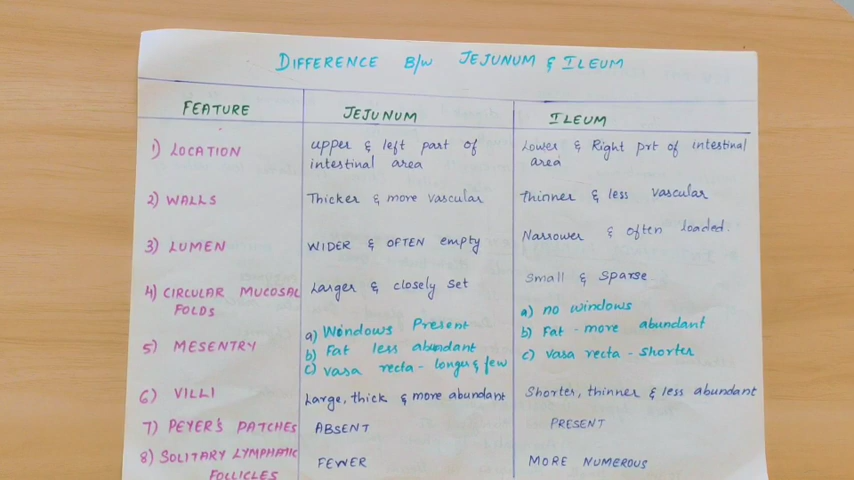 DIFFERENCE B/W JEJUNUM & ILEUM
FEATURE JEJUNUM ILEUM
1) LOCATION upper & left part of intestinal area Lower & Right prt of intestinal area
2) WALLS Thicker & more vascular Thinner & less vascular
3) LUMEN WIDER & OFTEN empty Narrower & often loaded.
4) CIRCULAR MUCOSAL FOLDS Larger & closely set Small & sparse
5) MESENTRY
a) Windows Present
b) Fat less abundant
c) vasa recta - longer & few
a) no windows
b) Fat - more abundant
c) vasa recta - shorter
6) VILLI Large, thick & more abundant Shorter, thinner & less abundant
7) PEYER'S PATCHES ABSENT PRESENT
8) SOLITARY LYMPHATIC FOLLICLES FEWER MORE NUMEROUS